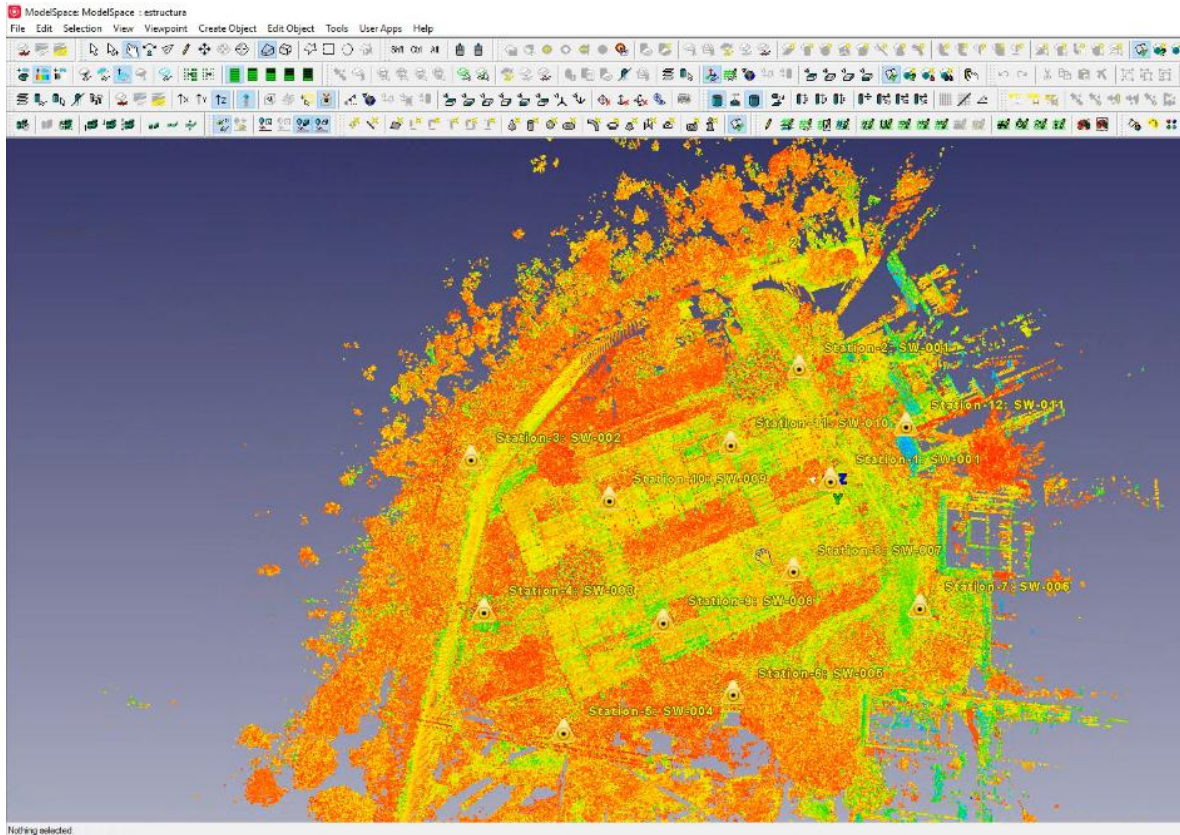 ModelSpace: ModelSpace : estructura
File Edit Selection View Viewpoint Create Object Edit Object Tools User Apps Help
Shft Ctrl Alt
Station-2: SW-001
Station-12: SW-011
Station-11: SW-010
Station-3: SW-002
Station-1: SW-001
Station-10: SW-009
Z
Y
Station-8: SW-007
Station-7: SW-006
Station-4: SW-003
Station-9: SW-008
Station-6: SW-005
Station-5: SW-004
Nothing selected